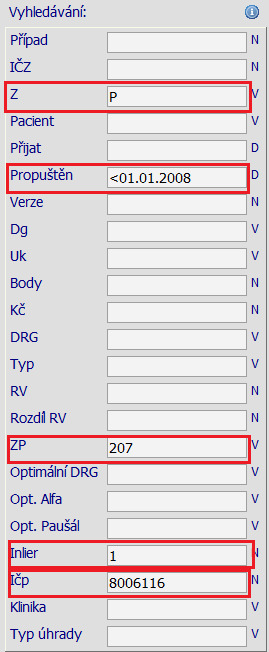 Vyhledávání:
Případ N
IČZ N
Z P V
Pacient V
Přijat D
Propuštěn <01.01.2008 D
Verze N
Dg V
Uk V
Body N
Kč N
DRG V
Typ V
RV N
Rozdíl RV N
ZP 207 V
Optimální DRG V
Opt. Alfa V
Opt. Paušál V
Inlier 1 N
Ičp 8006116 N
Klinika V
Typ úhrady V